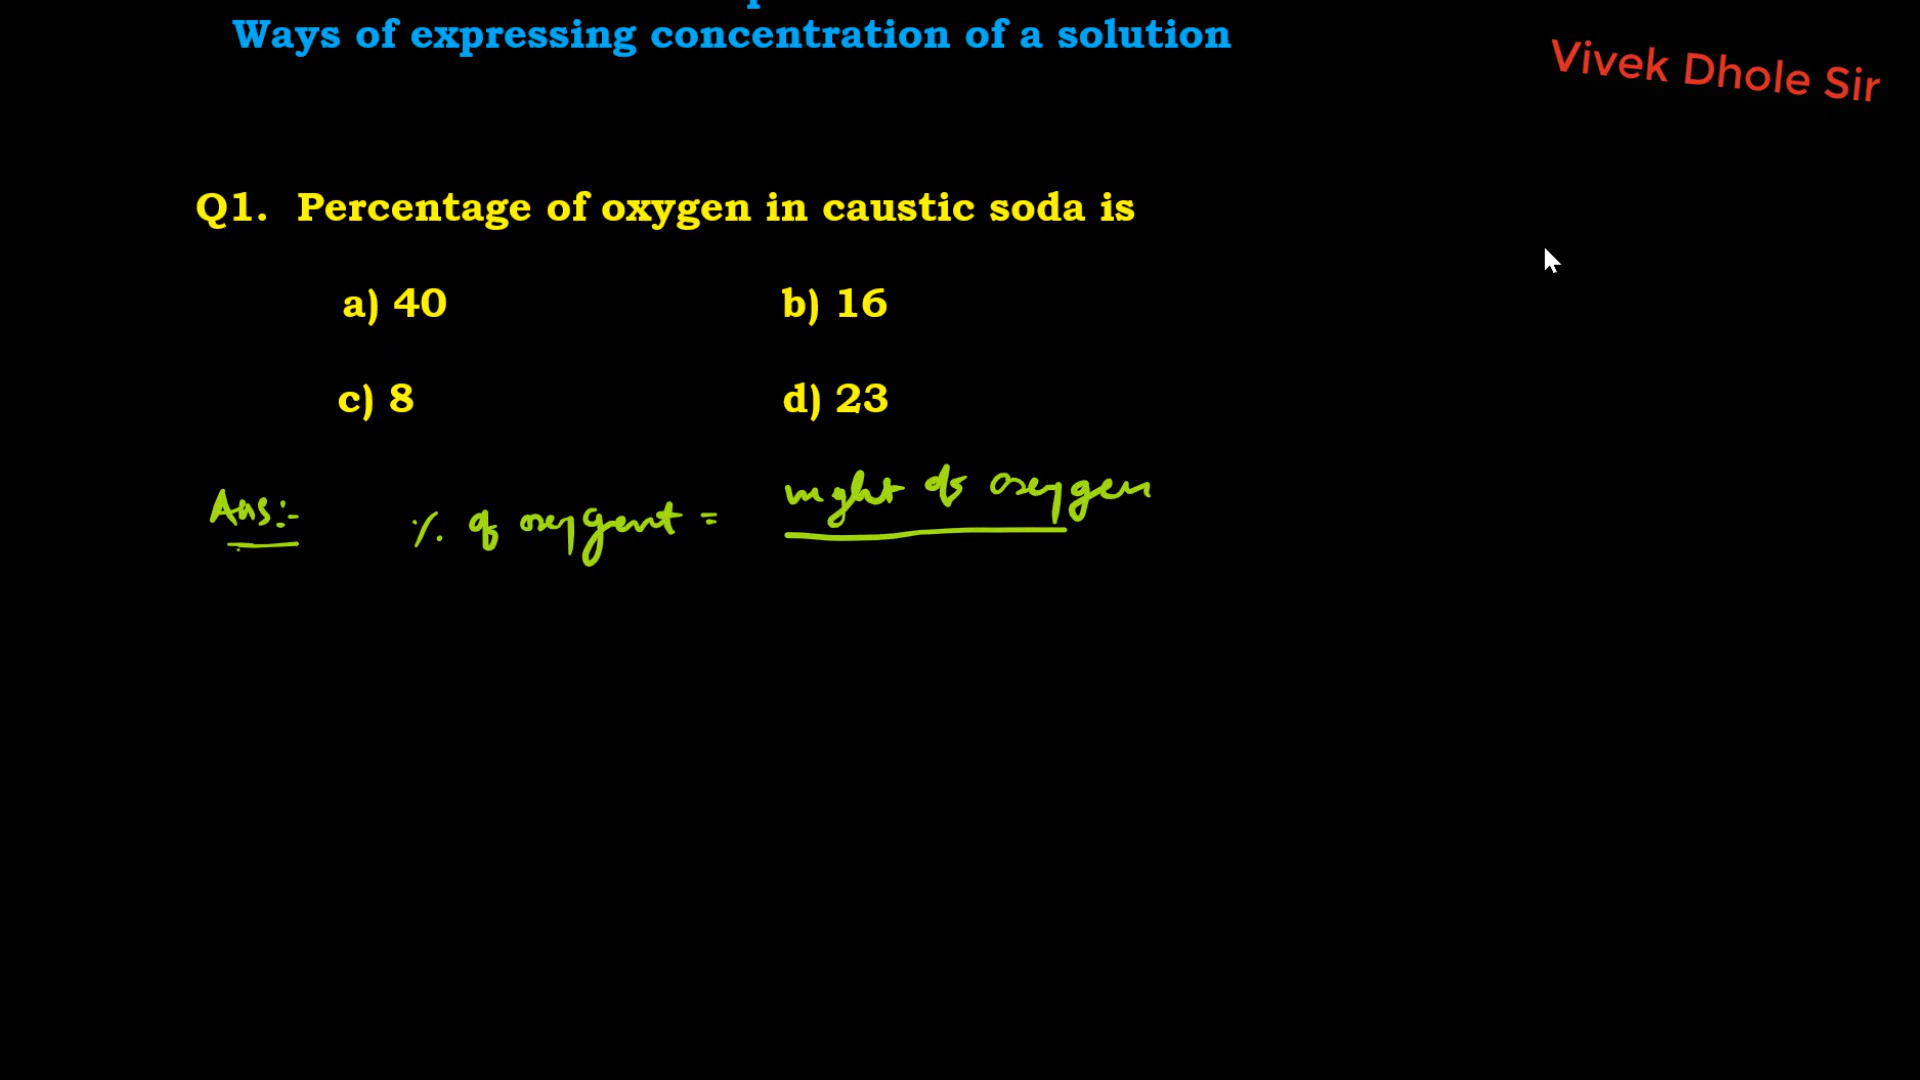 Ways of expressing concentration of a solution
Vivek Dhole Sir
Q1. Percentage of oxygen in caustic soda is
a) 40 b) 16
c) 8 d) 23
Ans:- % of oxygent = wght of oxygen